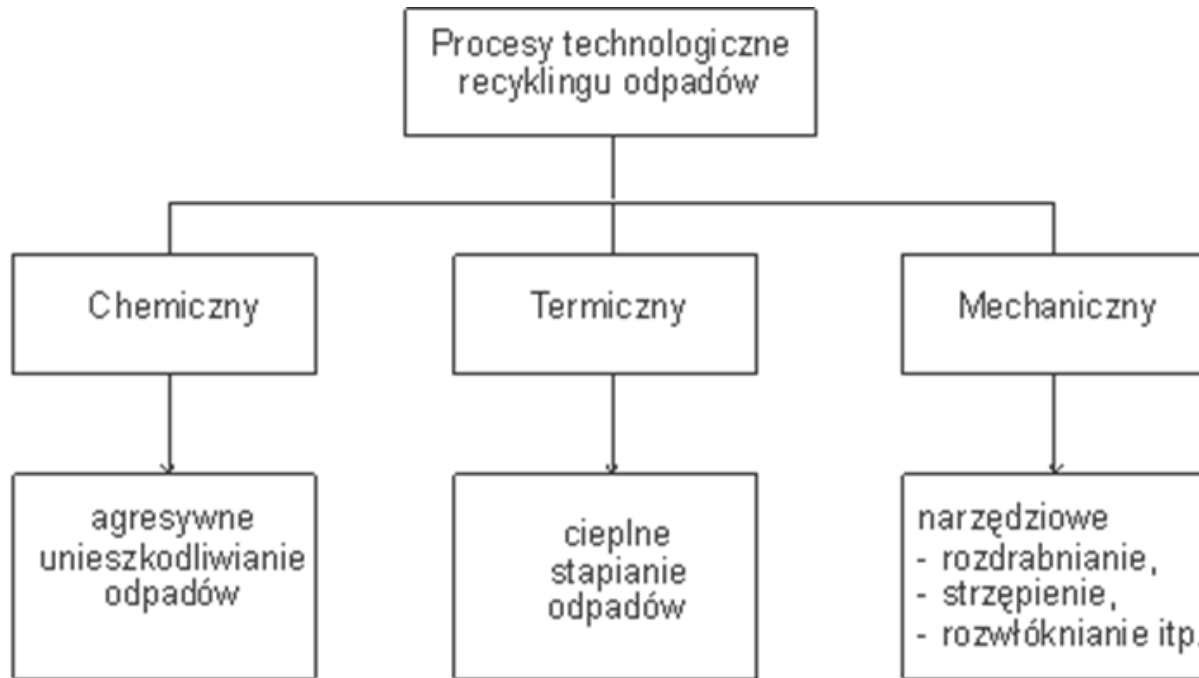 Procesy technologiczne
recyklingu odpadów
Chemiczny
Termiczny
Mechaniczny
agresywne
unieszkodliwianie
odpadów
cieplne
stapianie
odpadów
narzędziowe
- rozdrabnianie,
- strzępienie,
- rozwłóknianie itp.